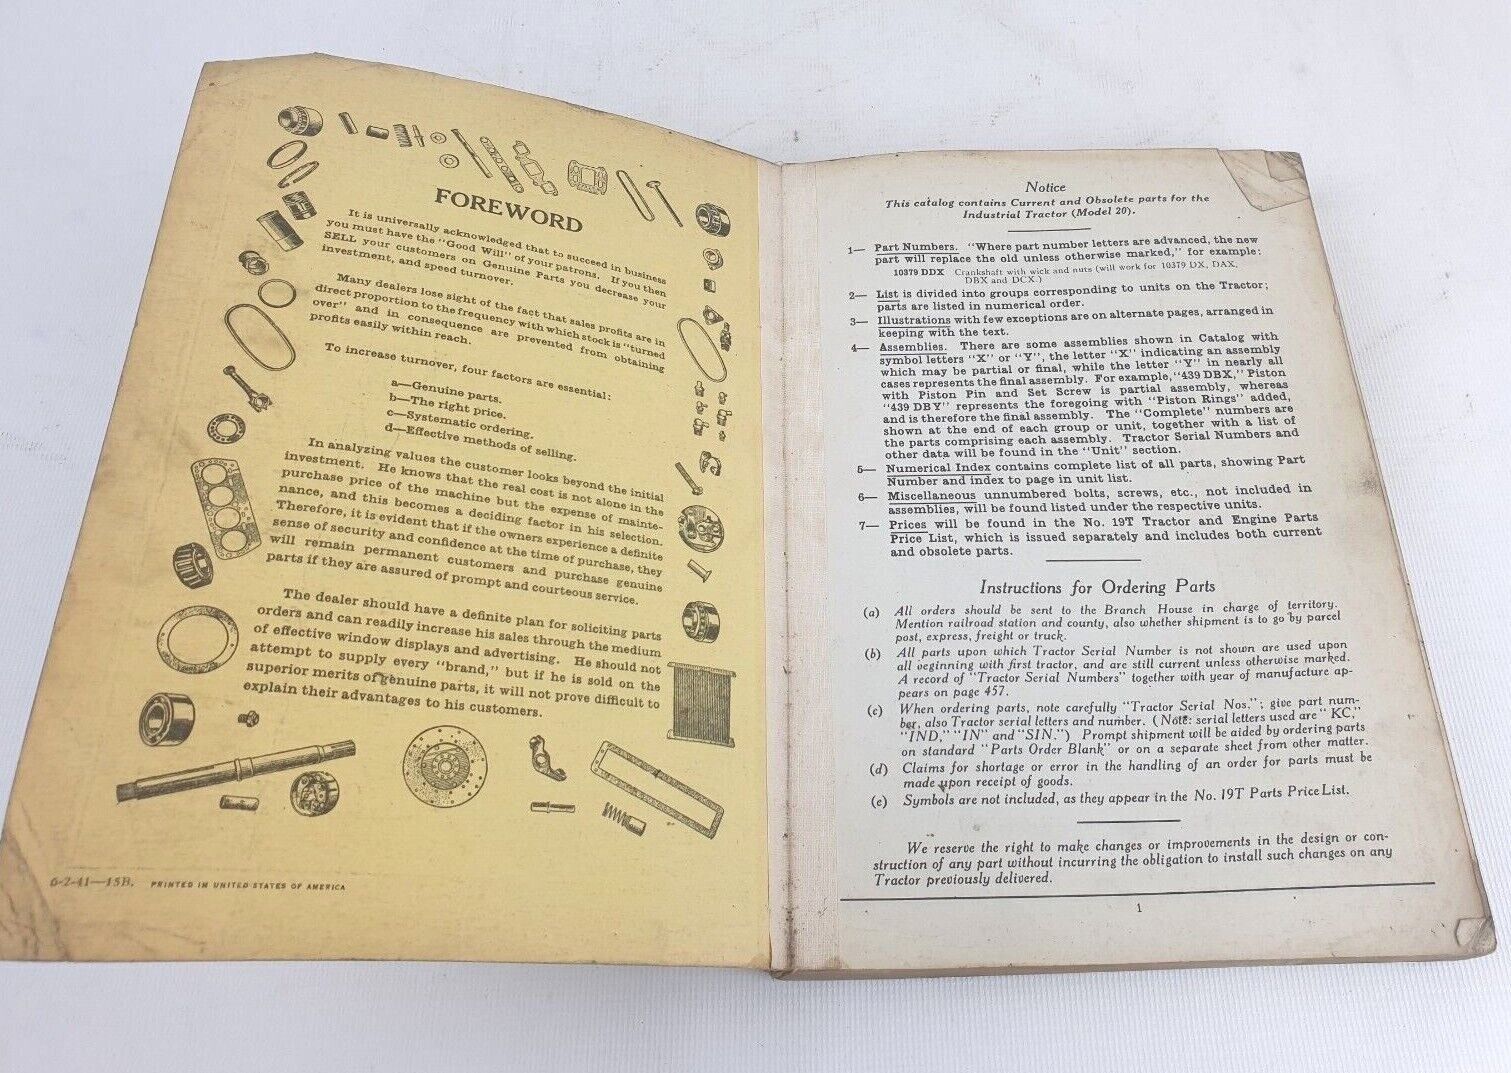 FOREWORD
It is universally acknowledged that to succeed in business
you must have the "Good Will" of your patrons. If you then
SELL your customers on Genuine Parts you decrease your
investment, and speed turnover.
Many dealers lose sight of the fact that sales profits are in
direct proportion to the frequency with which stock is "turned
over" and in consequence are prevented from obtaining
profits easily within reach.
To increase turnover, four factors are essential:
a—Genuine parts.
b—The right price.
c—Systematic ordering.
d—Effective methods of selling.
In analyzing values the customer looks beyond the initial
investment. He knows that the real cost is not alone in the
purchase price of the machine but the expense of mainte-
nance, and this becomes a deciding factor in his selection.
Therefore, it is evident that if the owners experience a definite
sense of security and confidence at the time of purchase, they
will remain permanent customers and purchase genuine
parts if they are assured of prompt and courteous service.
The dealer should have a definite plan for soliciting parts
orders and can readily increase his sales through the medium
of effective window displays and advertising. He should not
attempt to supply every "brand," but if he is sold on the
superior merits of genuine parts, it will not prove difficult to
explain their advantages to his customers.
6-2-41—15B. PRINTED IN UNITED STATES OF AMERICA
Notice
This catalog contains Current and Obsolete parts for the
Industrial Tractor (Model 20).
1— Part Numbers. "Where part number letters are advanced, the new
part will replace the old unless otherwise marked," for example:
10379 DDX Crankshaft with wick and nuts (will work for 10379 DX, DAX,
DBX and DCX.)
2— List is divided into groups corresponding to units on the Tractor;
parts are listed in numerical order.
3— Illustrations with few exceptions are on alternate pages, arranged in
keeping with the text.
4— Assemblies. There are some assemblies shown in Catalog with
symbol letters "X" or "Y", the letter "X" indicating an assembly
which may be partial or final, while the letter "Y" in nearly all
cases represents the final assembly. For example, "439 DBX," Piston
with Piston Pin and Set Screw is partial assembly, whereas
"439 DBY" represents the foregoing with "Piston Rings" added,
and is therefore the final assembly. The "Complete" numbers are
shown at the end of each group or unit, together with a list of
the parts comprising each assembly. Tractor Serial Numbers and
other data will be found in the "Unit" section.
5— Numerical Index contains complete list of all parts, showing Part
Number and index to page in unit list.
6— Miscellaneous unnumbered bolts, screws, etc., not included in
assemblies, will be found listed under the respective units.
7— Prices will be found in the No. 19T Tractor and Engine Parts
Price List, which is issued separately and includes both current
and obsolete parts.
Instructions for Ordering Parts
(a) All orders should be sent to the Branch House in charge of territory.
Mention railroad station and county, also whether shipment is to go by parcel
post, express, freight or truck.
(b) All parts upon which Tractor Serial Number is not shown are used upon
all beginning with first tractor, and are still current unless otherwise marked.
A record of "Tractor Serial Numbers" together with year of manufacture ap-
pears on page 457.
(c) When ordering parts, note carefully "Tractor Serial Nos."; give part num-
ber, also Tractor serial letters and number. (Note: serial letters used are "KC,"
"IND," "IN" and "SIN.") Prompt shipment will be aided by ordering parts
on standard "Parts Order Blank" or on a separate sheet from other matter.
(d) Claims for shortage or error in the handling of an order for parts must be
made upon receipt of goods.
(e) Symbols are not included, as they appear in the No. 19T Parts Price List.
We reserve the right to make changes or improvements in the design or con-
struction of any part without incurring the obligation to install such changes on any
Tractor previously delivered.
1